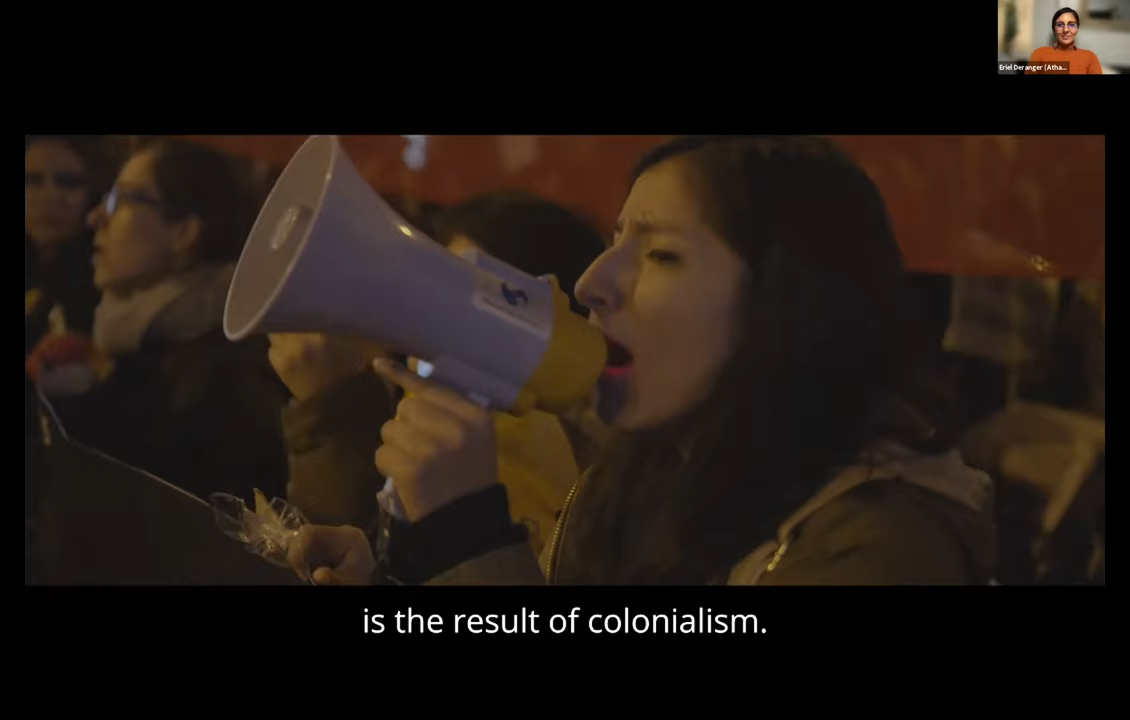 Eriel Deranger (Atha...
is the result of colonialism.